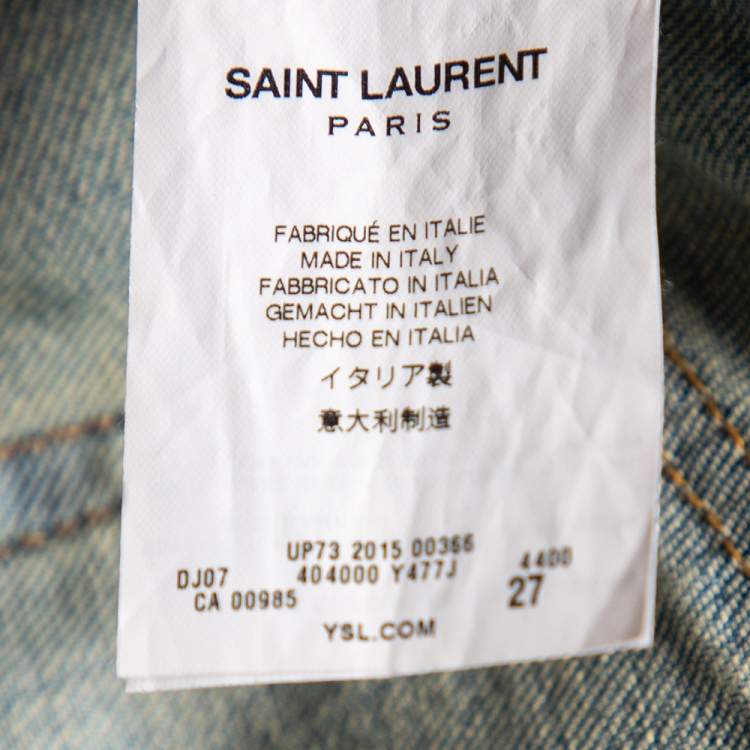 SAINT LAURENT
PARIS
FABRIQUÉ EN ITALIE
MADE IN ITALY
FABBRICATO IN ITALIA
GEMACHT IN ITALIEN
HECHO EN ITALIA
イタリア製
意大利制造
UP73 2015 00366
DJ07 404000 Y477J 4400
CA 00985 27
YSL.COM